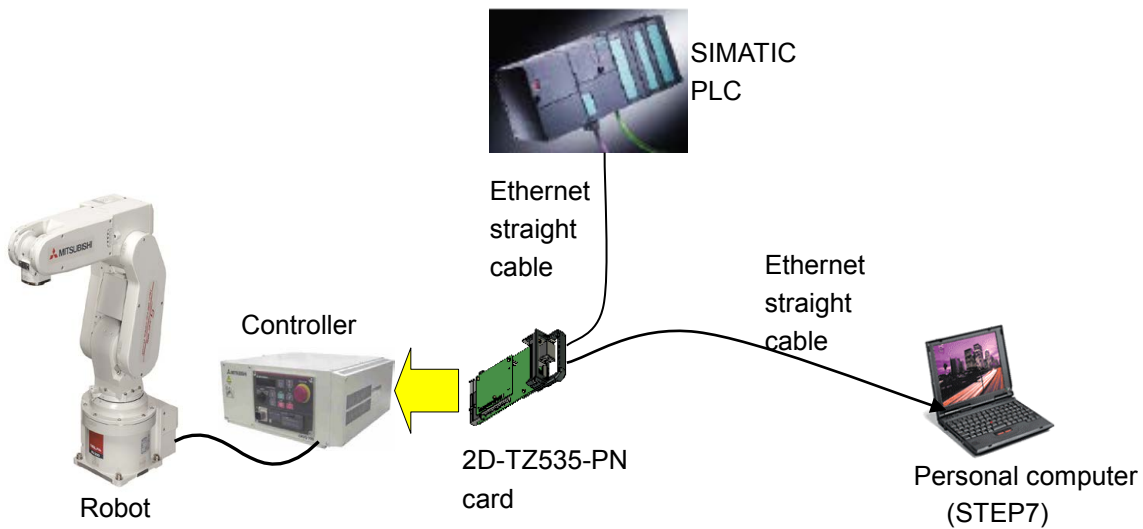 SIMATIC
PLC
Ethernet
straight
cable
Ethernet
straight
cable
MITSUBISHI
Controller
2D-TZ535-PN
card
Robot
Personal computer
(STEP7)